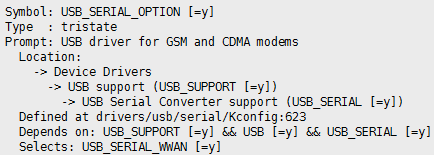 Symbol: USB_SERIAL_OPTION [=y]
Type  : tristate
Prompt: USB driver for GSM and CDMA modems
  Location:
    -> Device Drivers
      -> USB support (USB_SUPPORT [=y])
        -> USB Serial Converter support (USB_SERIAL [=y])
  Defined at drivers/usb/serial/Kconfig:623
  Depends on: USB_SUPPORT [=y] && USB [=y] && USB_SERIAL [=y]
  Selects: USB_SERIAL_WWAN [=y]